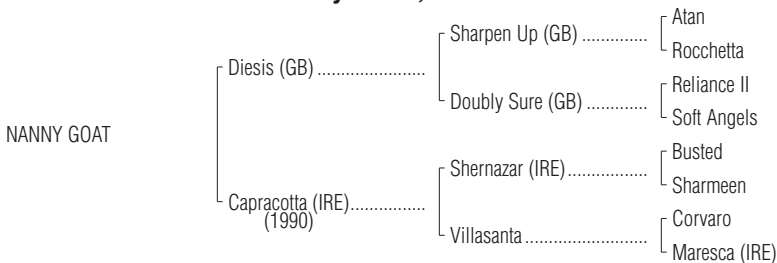 Atan
Sharpen Up (GB) ..............
Rocchetta
Diesis (GB) .......................
Reliance II
Doubly Sure (GB) .............
Soft Angels
NANNY GOAT
Busted
Shernazar (IRE).................
Sharmeen
Capracotta (IRE)................
(1990)
Corvaro
Villasanta ..........................
Maresca (IRE)